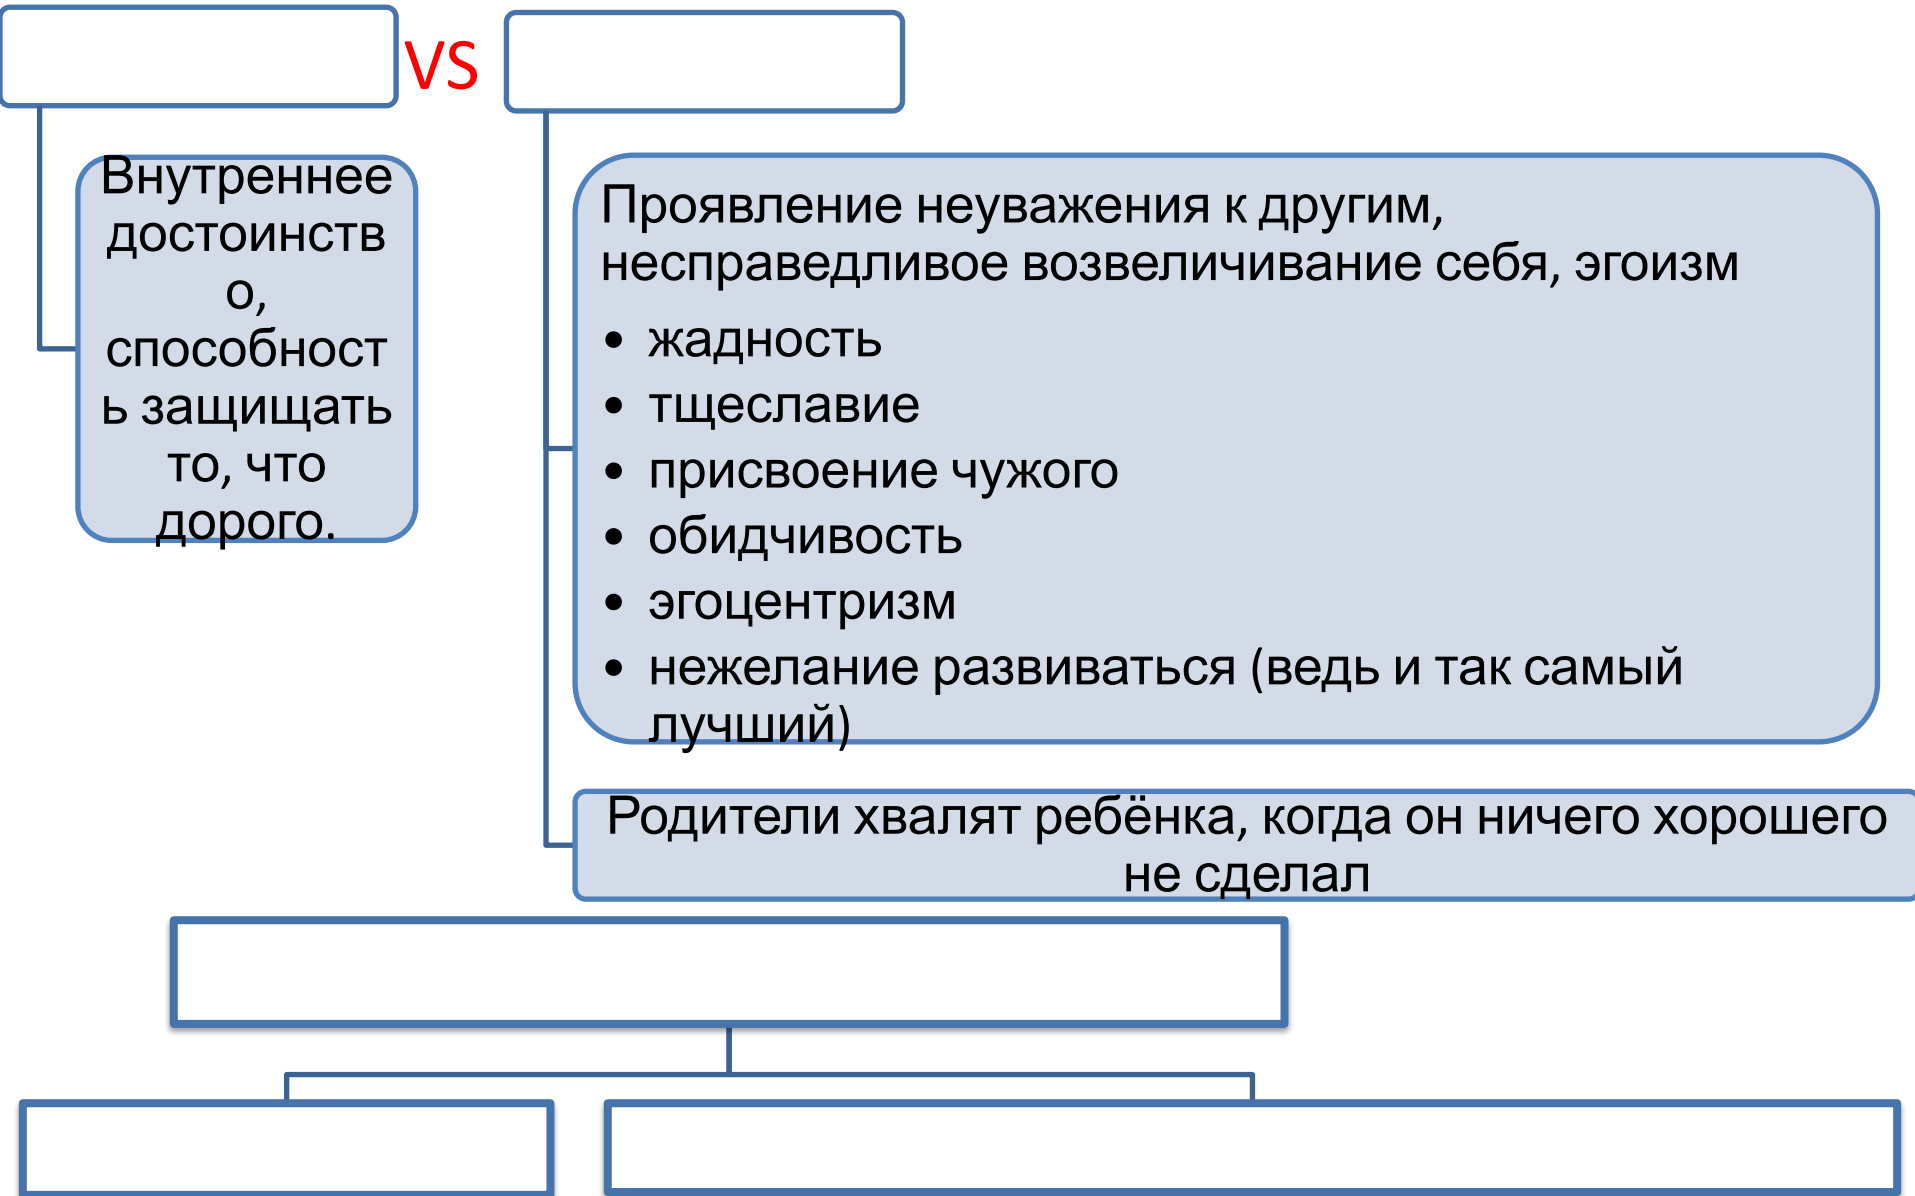 VS
Внутреннее
достоинств
о,
способност
ь защищать
то, что
дорого.
Проявление неуважения к другим,
несправедливое возвеличивание себя, эгоизм
• жадность
• тщеславие
• присвоение чужого
• обидчивость
• эгоцентризм
• нежелание развиваться (ведь и так самый
лучший)
Родители хвалят ребёнка, когда он ничего хорошего
не сделал